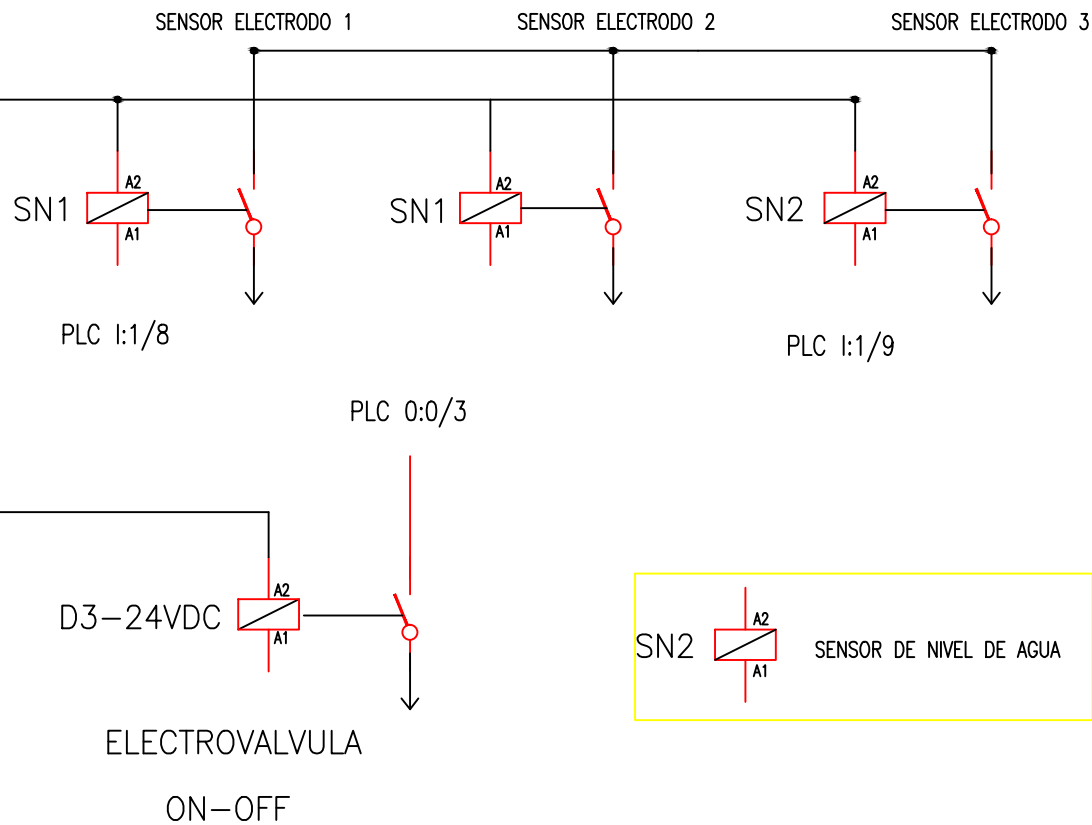 SENSOR ELECTRODO 1
SENSOR ELECTRODO 2
SENSOR ELECTRODO 3
A2
SN1
A1
A2
SN1
A1
A2
SN2
A1
PLC I:1/8
PLC I:1/9
PLC 0:0/3
A2
D3-24VDC
A1
A2
SN2
SENSOR DE NIVEL DE AGUA
A1
ELECTROVALVULA
ON-OFF